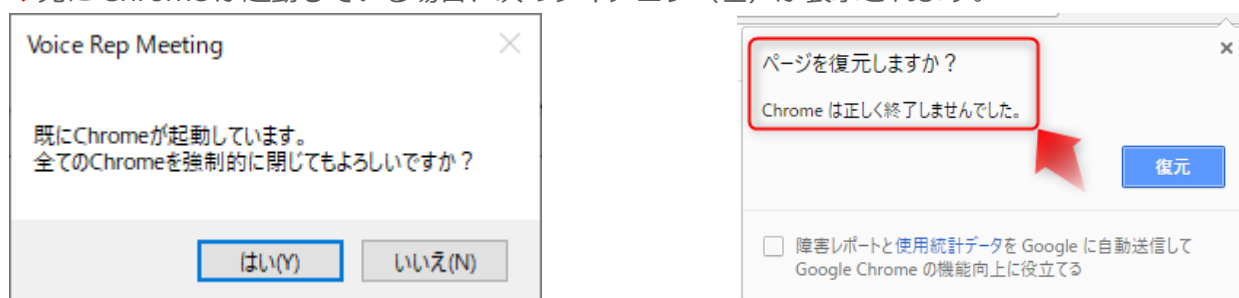 Voice Rep Meeting
既にChromeが起動しています。
全てのChromeを強制的に閉じてもよろしいですか?
はい(Y)
いいえ(N)
ページを復元しますか?
Chrome は正しく終了しませんでした。
復元
障害レポートと使用統計データを Google に自動送信して
Google Chrome の機能向上に役立てる